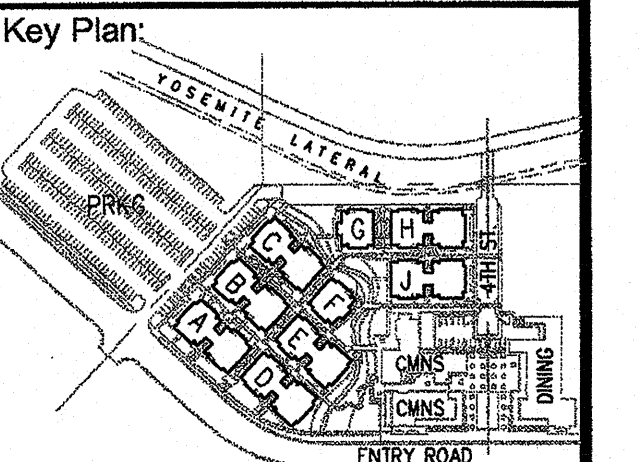 Key Plan:
YOSEMITE LATERAL
PRKG
G
H
C
4TH ST
J
B
F
A
E
CMNS
DINING
D
CMNS
ENTRY ROAD